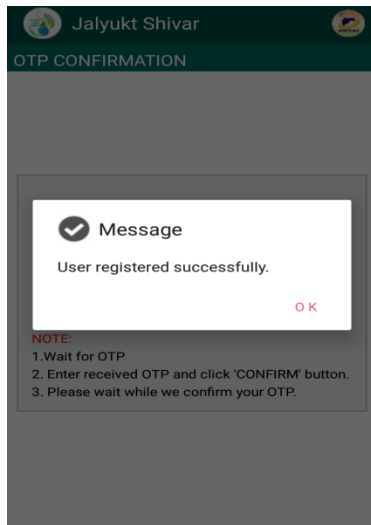 Jalyukt Shivar
OTP CONFIRMATION
Message
User registered successfully.
OK
NOTE:
1.Wait for OTP
2. Enter received OTP and click 'CONFIRM' button.
3. Please wait while we confirm your OTP.